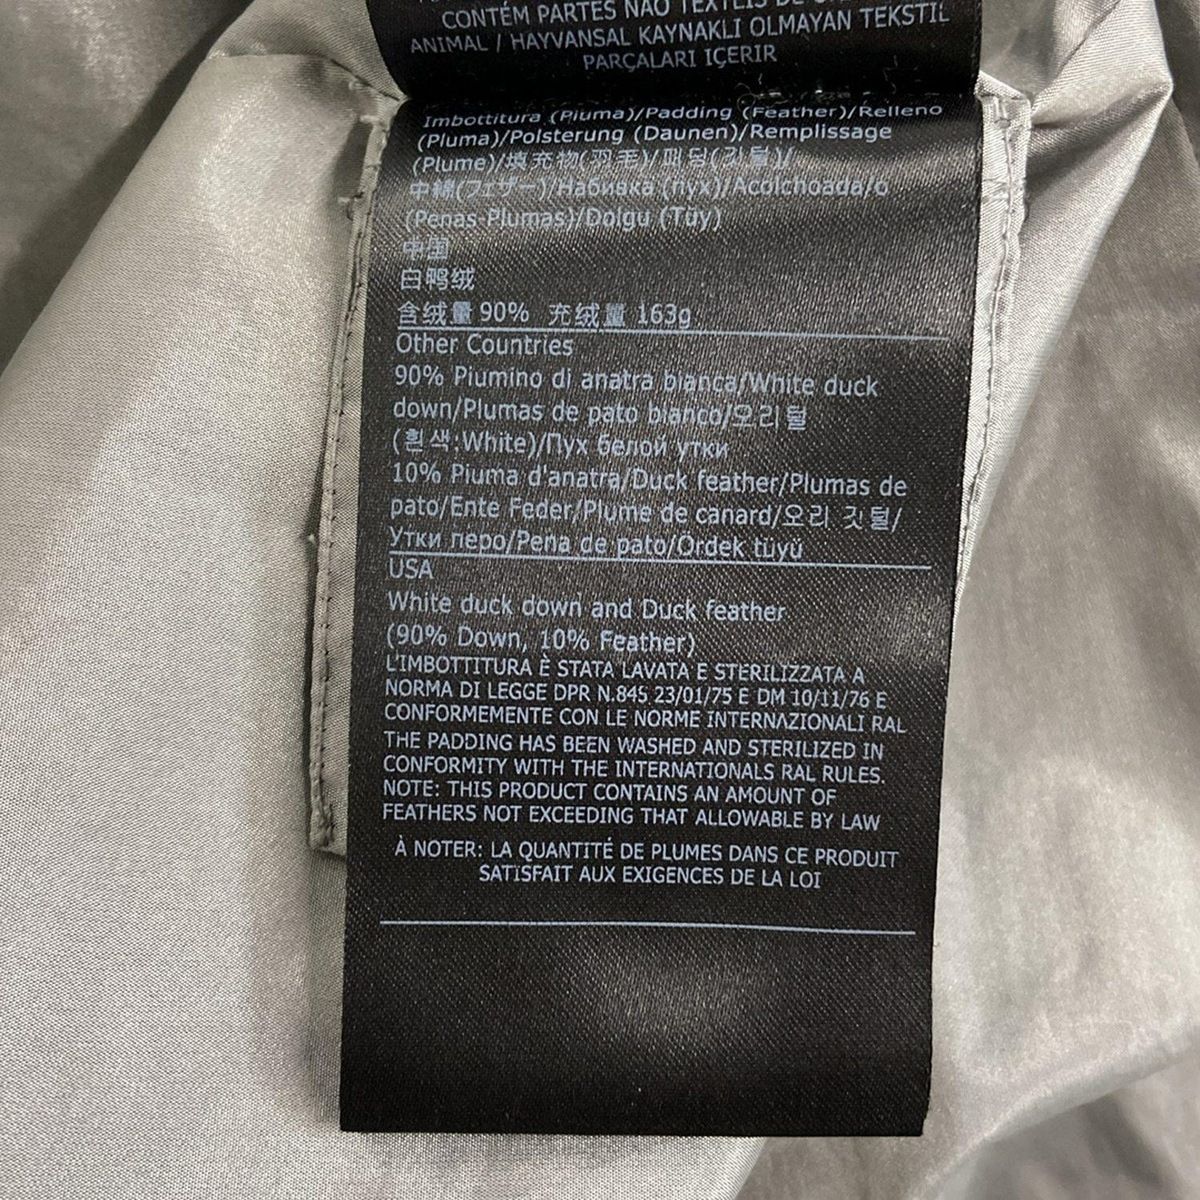 CONTÉM PARTES NÃO TEXTEIS DE
ANIMAL / HAYVANSAL KAYNAKLI OLMAYAN TEKSTIL
PARÇALARI IÇERIR
Imbottitura (Piuma)/Padding (Feather)/Relleno
(Pluma)/Polsterung (Daunen)/Remplissage
(Plume)/填充物(羽毛)/패딩(깃털)/
中綿(フェザー)/Набивка (пух)/Acolchoada/o
(Penas-Plumas)/Dolgu (Tüy)
中国
白鸭绒
含绒量 90% 充绒量 163g
Other Countries
90% Piumino di anatra bianca/White duck
down/Plumas de pato bianco/오리털
(흰색:White)/Пух белой утки
10% Piuma d'anatra/Duck feather/Plumas de
pato/Ente Feder/Plume de canard/오리 깃털/
Утки перо/Pena de pato/Ordek tüyü
USA
White duck down and Duck feather
(90% Down, 10% Feather)
L'IMBOTTITURA È STATA LAVATA E STERILIZZATA A
NORMA DI LEGGE DPR N.845 23/01/75 E DM 10/11/76 E
CONFORMEMENTE CON LE NORME INTERNAZIONALI RAL
THE PADDING HAS BEEN WASHED AND STERILIZED IN
CONFORMITY WITH THE INTERNATIONALS RAL RULES.
NOTE: THIS PRODUCT CONTAINS AN AMOUNT OF
FEATHERS NOT EXCEEDING THAT ALLOWABLE BY LAW
À NOTER: LA QUANTITÉ DE PLUMES DANS CE PRODUIT
SATISFAIT AUX EXIGENCES DE LA LOI